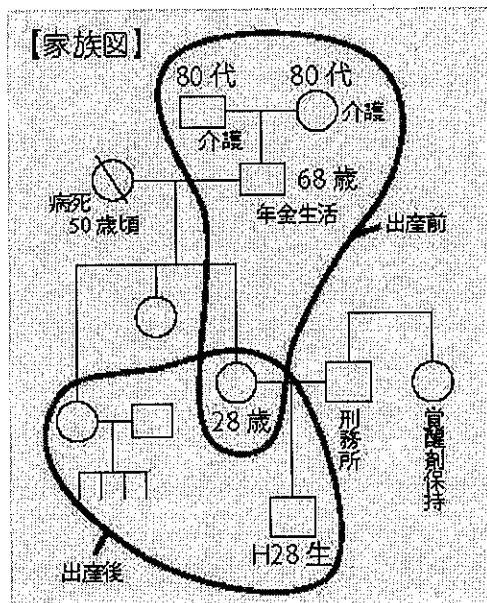 【家族図】
80代
80代
介護
介護
68歳
年金生活
病死
50歳頃
出産前
28歳
刑務所
覚醒剤保持
H28生
出産後